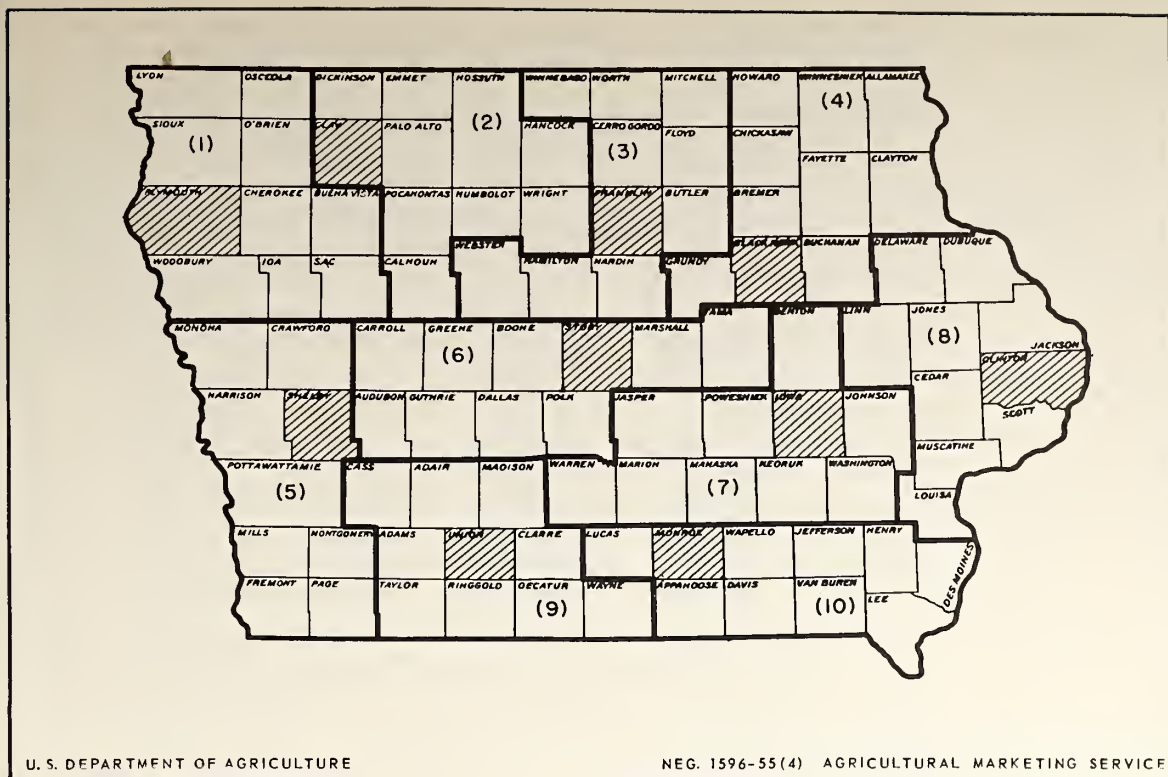 LYON OSCEOLA DICKINSON EMMET KOSSUTH WINNEBAGO WORTH MITCHELL HOWARD WINNESHIEK ALLAMAKEE
(4)
SIOUX O'BRIEN CLAY PALO ALTO (2) HANCOCK CERRO GORDO FLOYD CHICKASAW
(1) (3)
FAYETTE CLAYTON
PLYMOUTH CHEROKEE BUENA VISTA POCAHONTAS HUMBOLDT WRIGHT FRANKLIN BUTLER BREMER
WEBSTER BLACK HAWK BUCHANAN DELAWARE DUBUQUE
WOODBURY IDA SAC CALHOUN HAMILTON HARDIN GRUNDY
TAMA BENTON LINN JONES
MONONA CRAWFORD CARROLL GREENE BOONE STORY MARSHALL
(6) (8) JACKSON
CLINTON
CEDAR
HARRISON SHELBY AUDUBON GUTHRIE DALLAS POLK JASPER POWESHIEK IOWA JOHNSON
SCOTT
MUSCATINE
POTTAWATTAMIE CASS ADAIR MADISON WARREN MARION MAHASKA KEOKUK WASHINGTON
(5) (7) LOUISA
MILLS MONTGOMERY ADAMS UNION CLARKE LUCAS MONROE WAPELLO JEFFERSON HENRY
DES MOINES
FREMONT PAGE TAYLOR RINGGOLD DECATUR WAYNE APPANOOSE DAVIS VAN BUREN LEE
(9) (10)
U. S. DEPARTMENT OF AGRICULTURE NEG. 1596-55(4) AGRICULTURAL MARKETING SERVICE